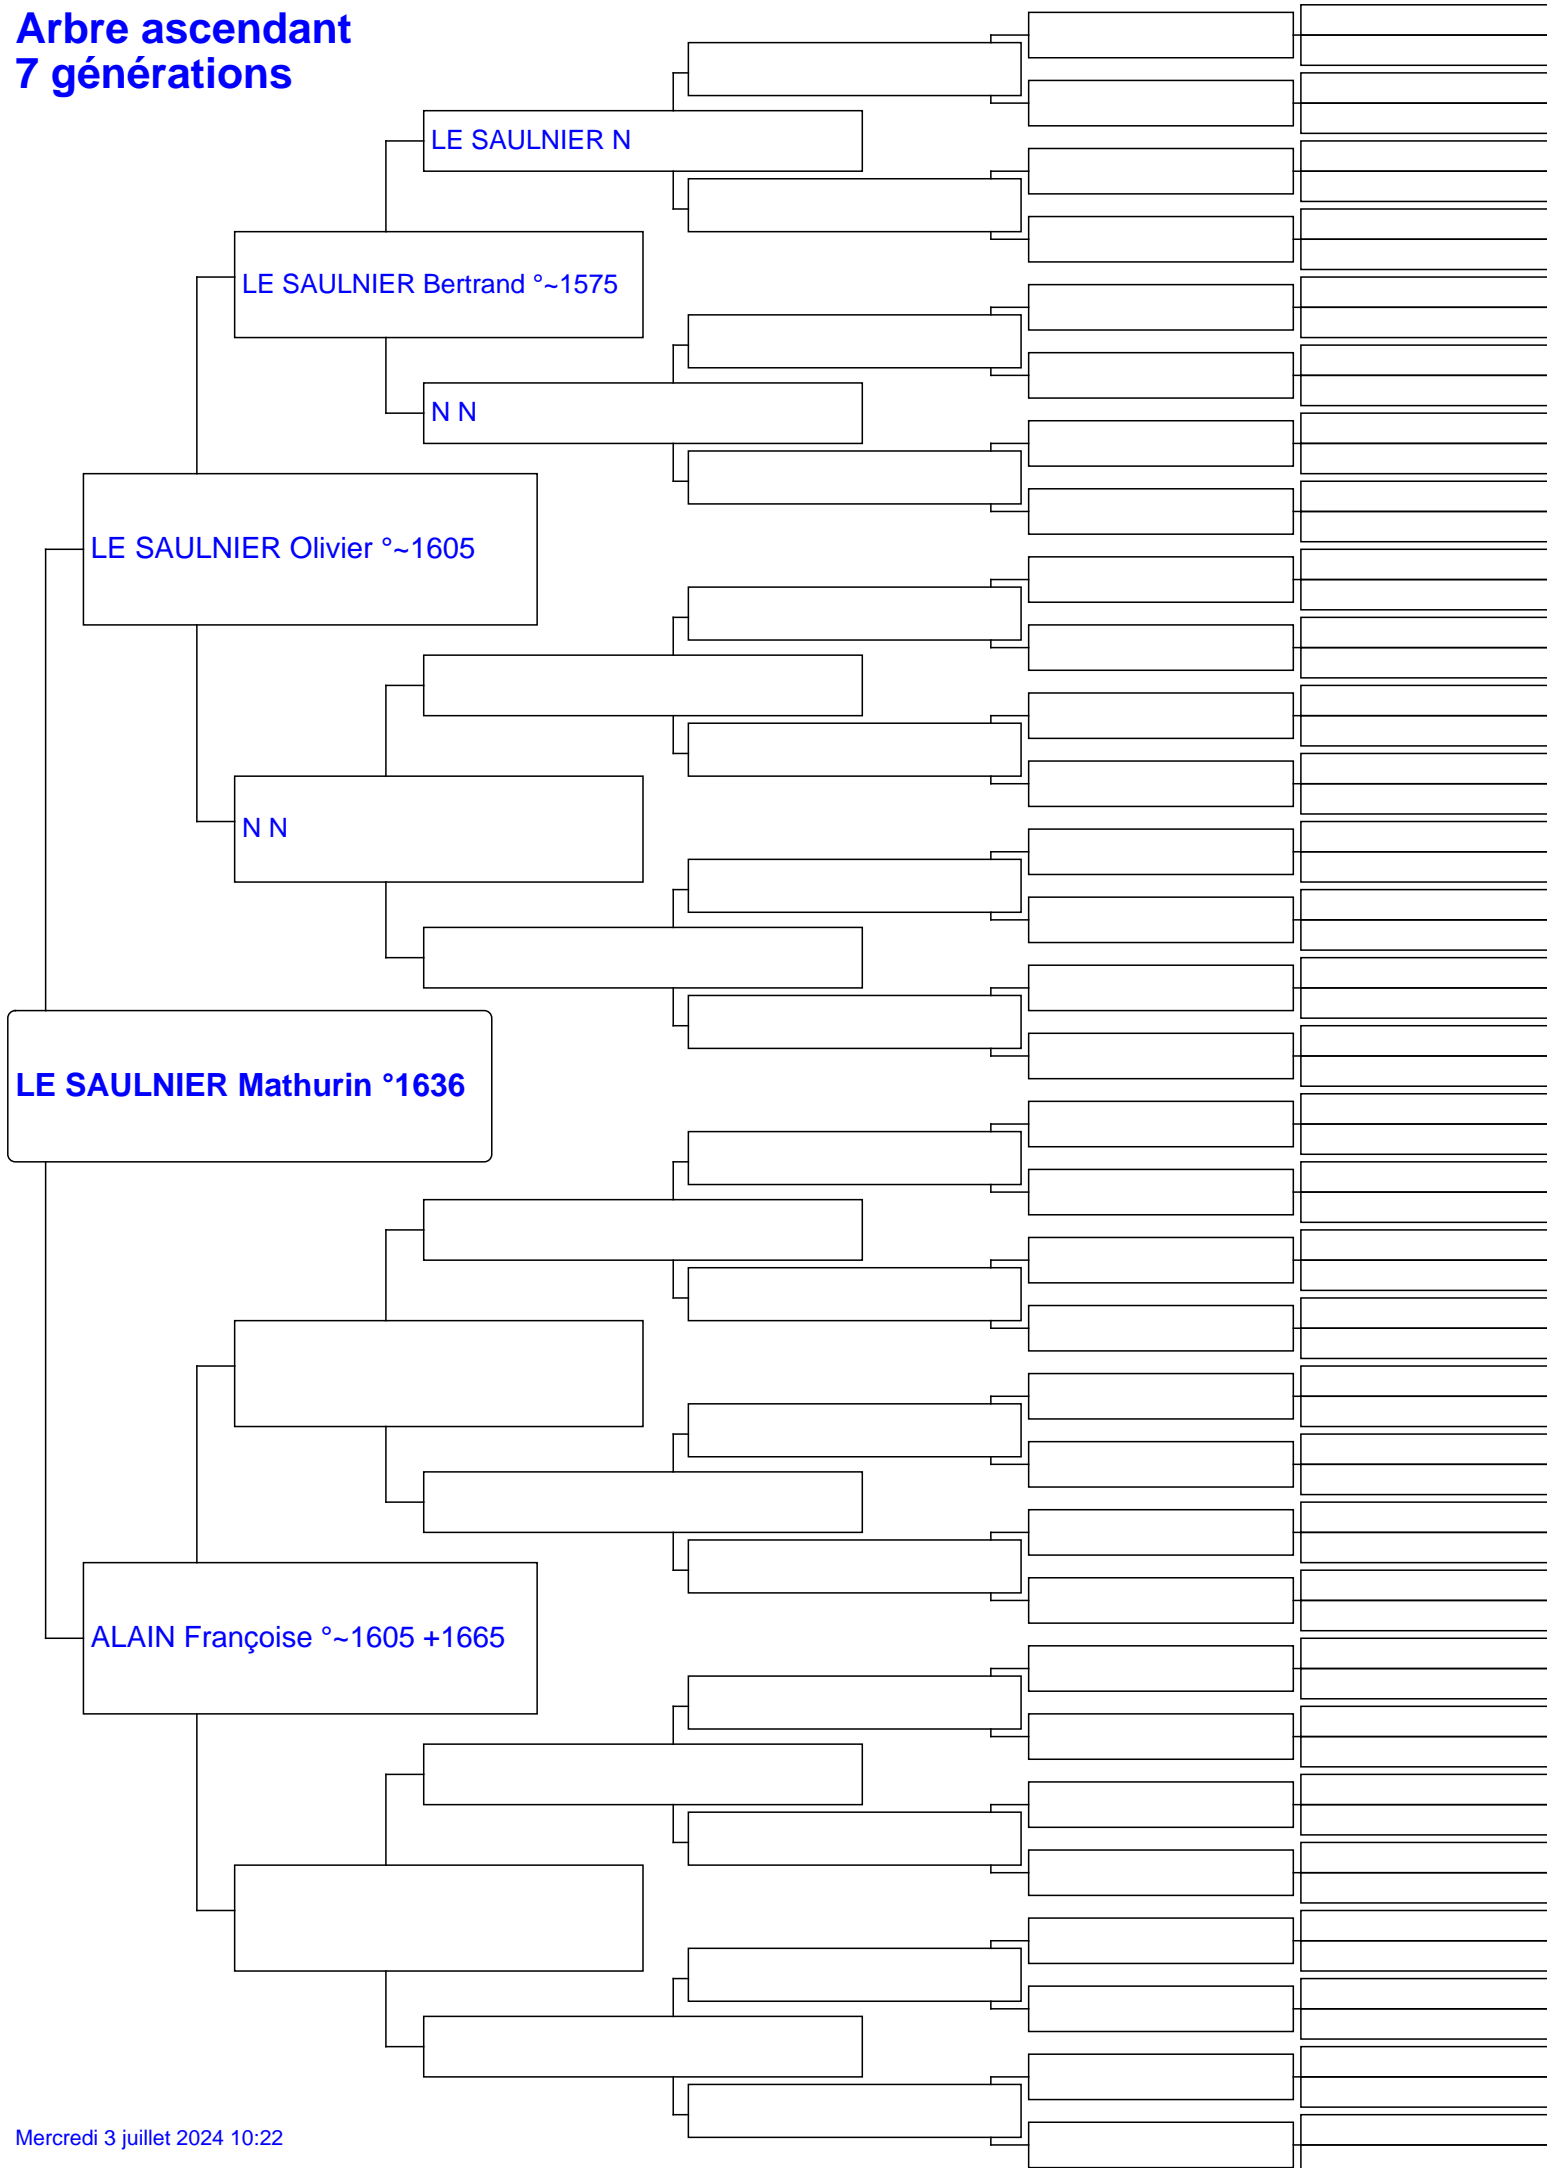 Arbre ascendant
7 générations
LE SAULNIER N
LE SAULNIER Bertrand °~1575
N N
LE SAULNIER Olivier °~1605
N N
LE SAULNIER Mathurin °1636
ALAIN Françoise °~1605 +1665
Mercredi 3 juillet 2024 10:22